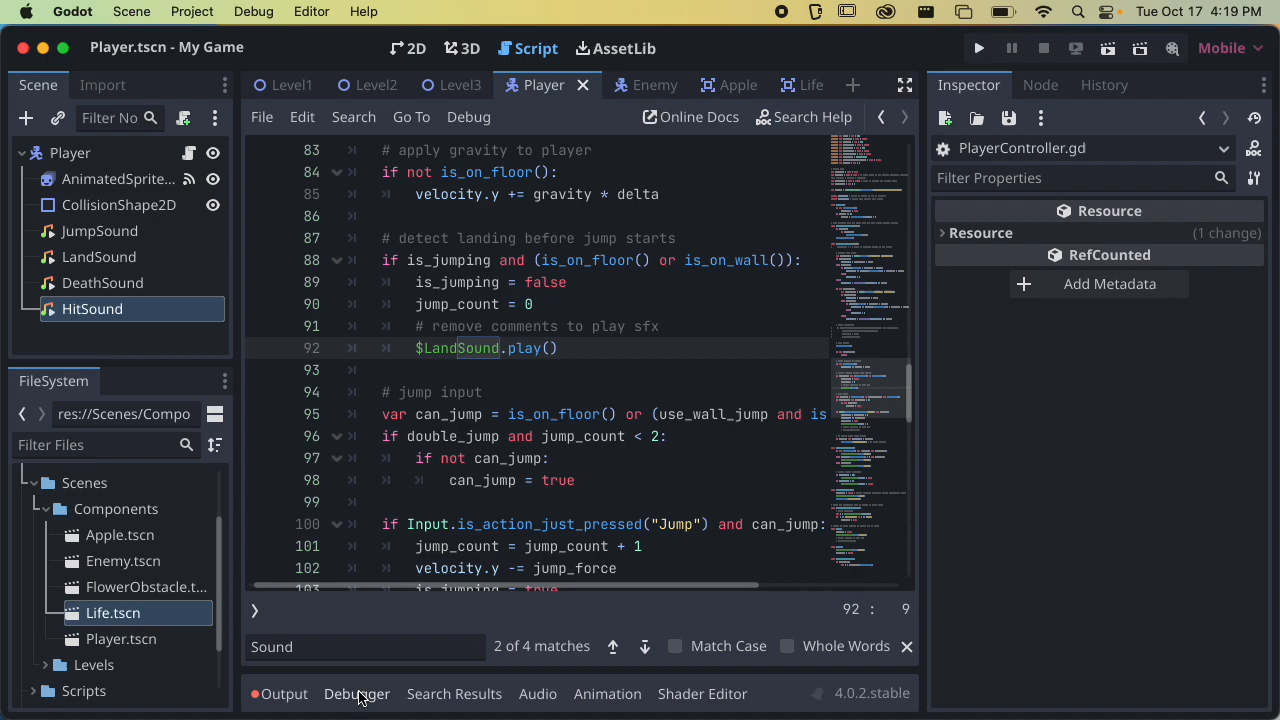 Godot Scene Project Debug Editor Help Tue Oct 17 4:19 PM
Player.tscn - My Game 2D 3D Script AssetLib Mobile
Scene Import
Level1 Level2 Level3 Player Enemy Apple Life
Inspector Node History
Filter No
File Edit Search Go To Debug Online Docs Search Help
PlayerController.gd
Filter Properties
Resource
Resource (1 change)
RefCounted
Add Metadata
Player
AnimatedSprite...
CollisionShape
JumpSound
LandSound
DeathSound
HitSound
83 # apply gravity to player
84 if not is_on_floor():
85 velocity.y += gravity * delta
86
87 # reset landing before jump starts
88 if is_jumping and (is_on_floor() or is_on_wall()):
89 is_jumping = false
90 jump_count = 0
91 # remove comments to play sfx
92 $LandSound.play()
93
94 # jump input
95 var can_jump = is_on_floor() or (use_wall_jump and is
96 if double_jump and jump_count < 2:
97 if not can_jump:
98 can_jump = true
99
100 if Input.is_action_just_pressed("Jump") and can_jump:
101 jump_count = jump_count + 1
102 velocity.y -= jump_force
103 is_jumping = true
FileSystem
res://Scenes/Compo
Filter Files
Scenes
Components
Apple.tscn
Enemy.tscn
FlowerObstacle.t...
Life.tscn
Player.tscn
Levels
Scripts
92 : 9
Sound 2 of 4 matches Match Case Whole Words
Output Debugger Search Results Audio Animation Shader Editor 4.0.2.stable